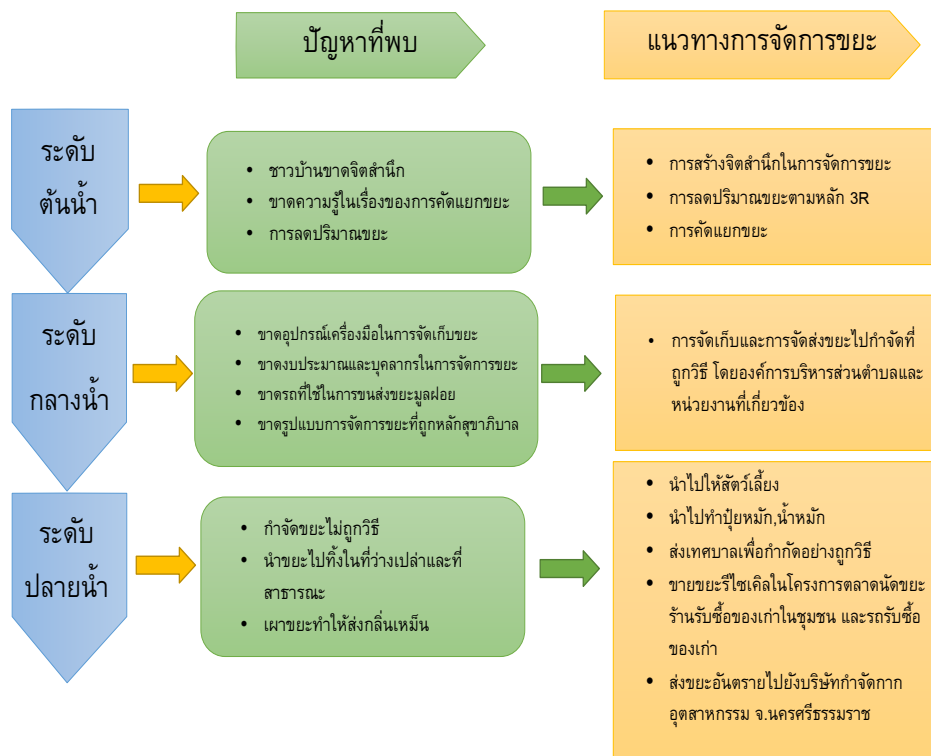 ปัญหาที่พบ
แนวทางการจัดการขยะ
ระดับ
ต้นน้ำ
• ชาวบ้านขาดจิตสำนึก
• ขาดความรู้ในเรื่องของการคัดแยกขยะ
• การลดปริมาณขยะ
• การสร้างจิตสำนึกในการจัดการขยะ
• การลดปริมาณขยะตามหลัก 3R
• การคัดแยกขยะ
ระดับ
กลางน้ำ
• ขาดอุปกรณ์เครื่องมือในการจัดเก็บขยะ
• ขาดงบประมาณและบุคลากรในการจัดการขยะ
• ขาดรถที่ใช้ในการขนส่งขยะมูลฝอย
• ขาดรูปแบบการจัดการขยะที่ถูกหลักสุขาภิบาล
• การจัดเก็บและการจัดส่งขยะไปกำจัดที่
ถูกวิธี โดยองค์การบริหารส่วนตำบลและ
หน่วยงานที่เกี่ยวข้อง
ระดับ
ปลายน้ำ
• กำจัดขยะไม่ถูกวิธี
• นำขยะไปทิ้งในที่ว่างเปล่าและที่
สาธารณะ
• เผาขยะทำให้ส่งกลิ่นเหม็น
• นำไปให้สัตว์เลี้ยง
• นำไปทำปุ๋ยหมัก,น้ำหมัก
• ส่งเทศบาลเพื่อกำกัดอย่างถูกวิธี
• ขายขยะรีไซเคิลในโครงการตลาดนัดขยะ
ร้านรับซื้อของเก่าในชุมชน และรถรับซื้อ
ของเก่า
• ส่งขยะอันตรายไปยังบริษัทกำจัดกาก
อุตสาหกรรม จ.นครศรีธรรมราช